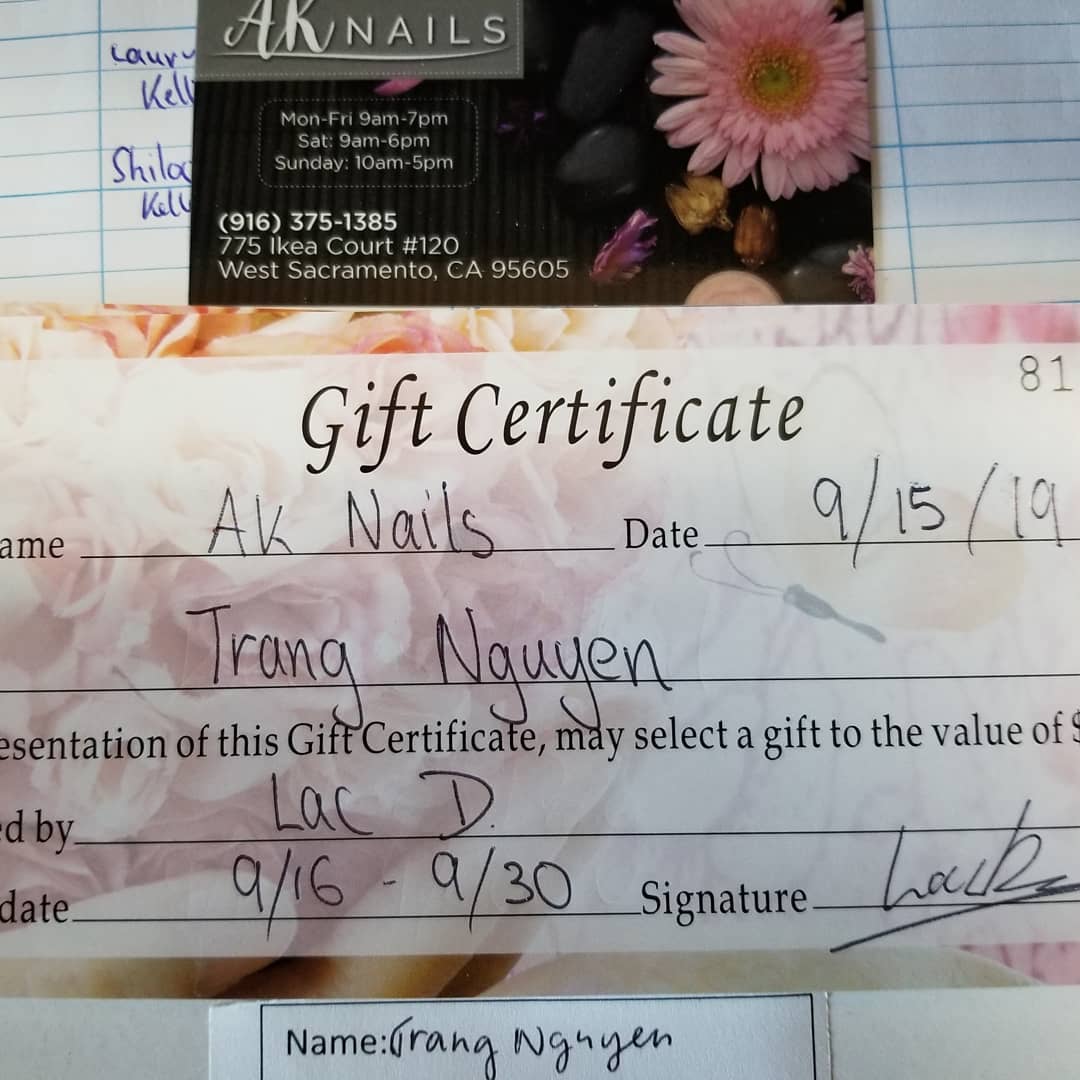 AK NAILS
Kell
Mon-Fri 9am-7pm
Sat: 9am-6pm
Sunday: 10am-5pm
Shilo
Kell
(916) 375-1385
775 Ikea Court #120
West Sacramento, CA 95605
81
Gift Certificate
ame AK Nails Date 9/15/19
Trang Nguyen
esentation of this Gift Certificate, may select a gift to the value of $
ed by Lac D.
date 9/16 - 9/30 Signature
Name: Trang Nguyen